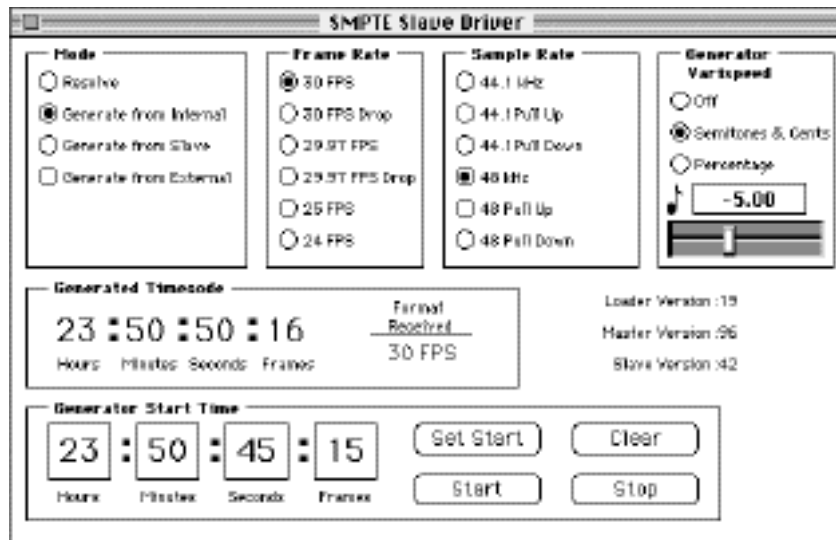 SMPTE Slave Driver
Mode
Resolve
Generate from Internal
Generate from Slave
Generate from External
Frame Rate
30 FPS
30 FPS Drop
29.97 FPS
29.97 FPS Drop
25 FPS
24 FPS
Sample Rate
44.1 kHz
44.1 Pull Up
44.1 Pull Down
48 kHz
48 Pull Up
48 Pull Down
Generator
Varispeed
Off
Semitones & Cents
Percentage
-5.00
Generated Timecode
23 : 50 : 50 : 16
Hours Minutes Seconds Frames
Format
Received
30 FPS
Loader Version :19
Master Version :96
Slave Version :42
Generator Start Time
23 : 50 : 45 : 15
Hours Minutes Seconds Frames
Set Start
Clear
Start
Stop